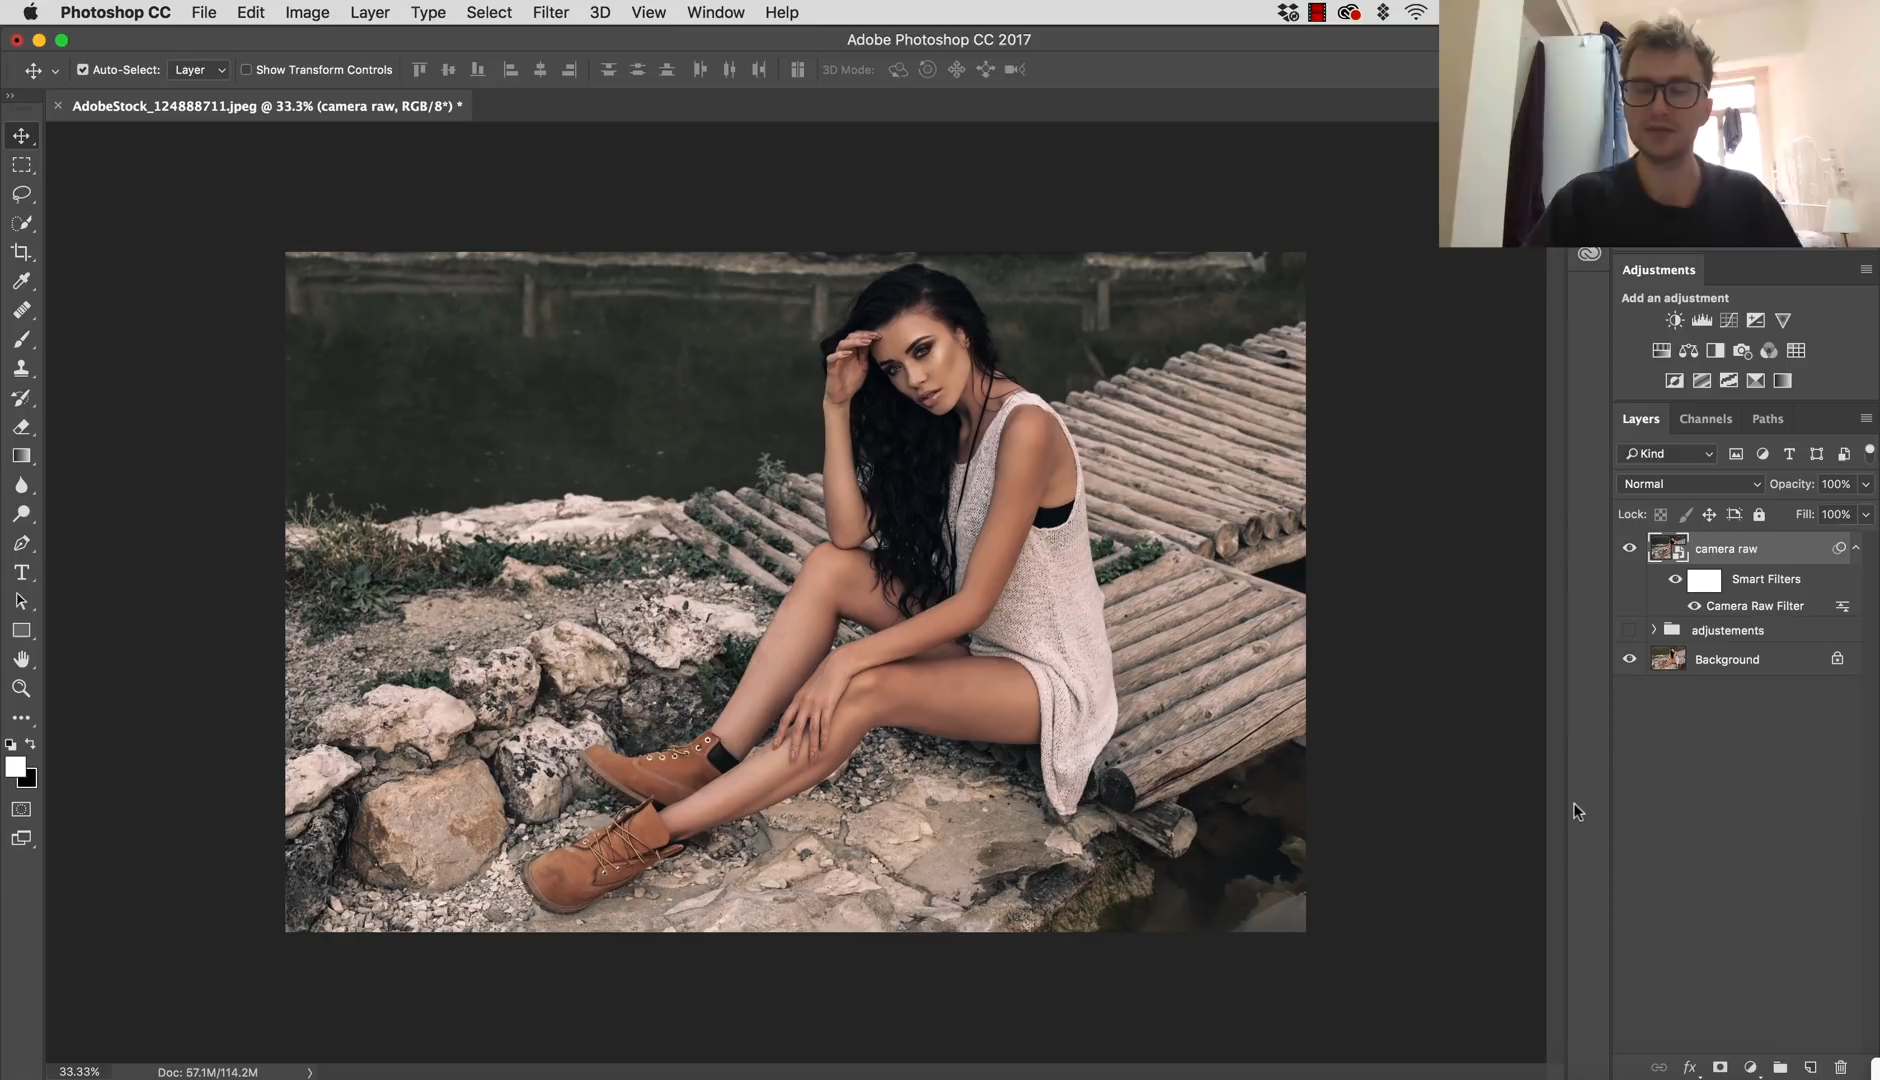 Photoshop CC File Edit Image Layer Type Select Filter 3D View Window Help
Adobe Photoshop CC 2017
Auto-Select: Layer Show Transform Controls 3D Mode:
AdobeStock_124888711.jpeg @ 33.3% (camera raw, RGB/8*) *
Adjustments
Add an adjustment
Layers Channels Paths
Kind
Normal Opacity: 100%
Lock: Fill: 100%
camera raw
Smart Filters
Camera Raw Filter
adjustements
Background
fx
33.33% Doc: 57.1M/114.2M